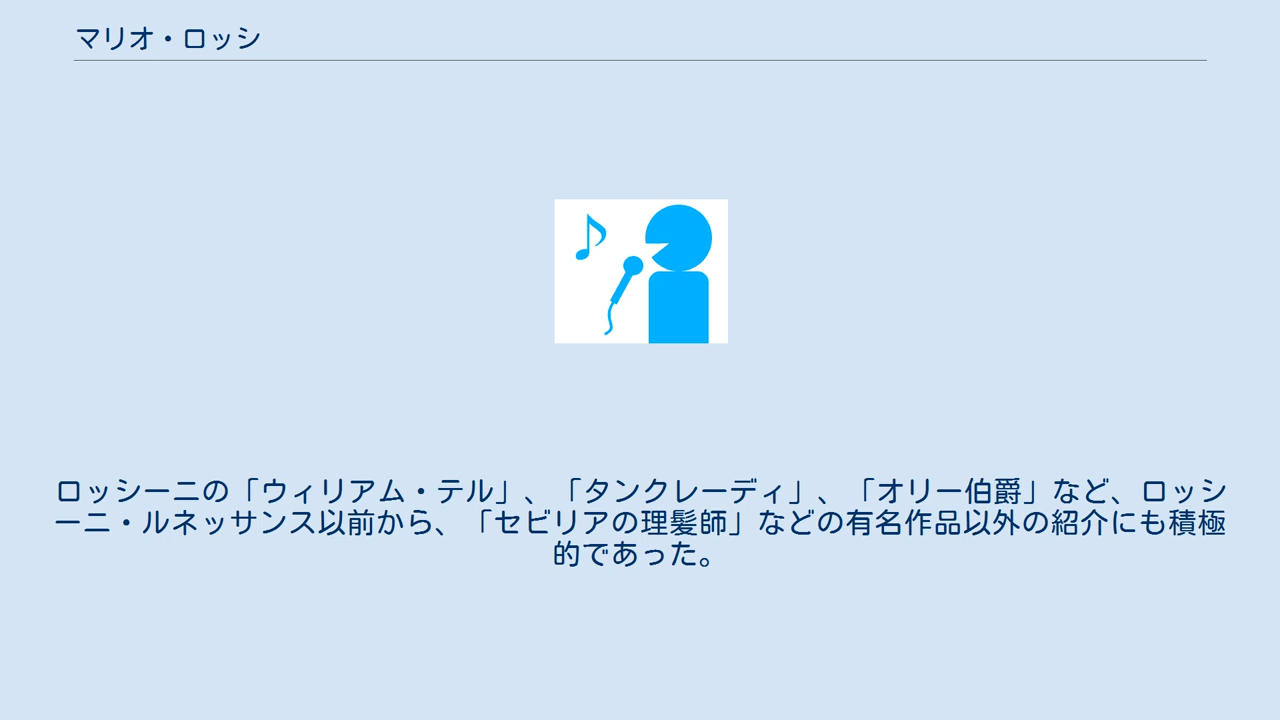 マリオ・ロッシ
ロッシーニの「ウィリアム・テル」、「タンクレーディ」、「オリー伯爵」など、ロッシ
ーニ・ルネッサンス以前から、「セビリアの理髪師」などの有名作品以外の紹介にも積極
的であった。